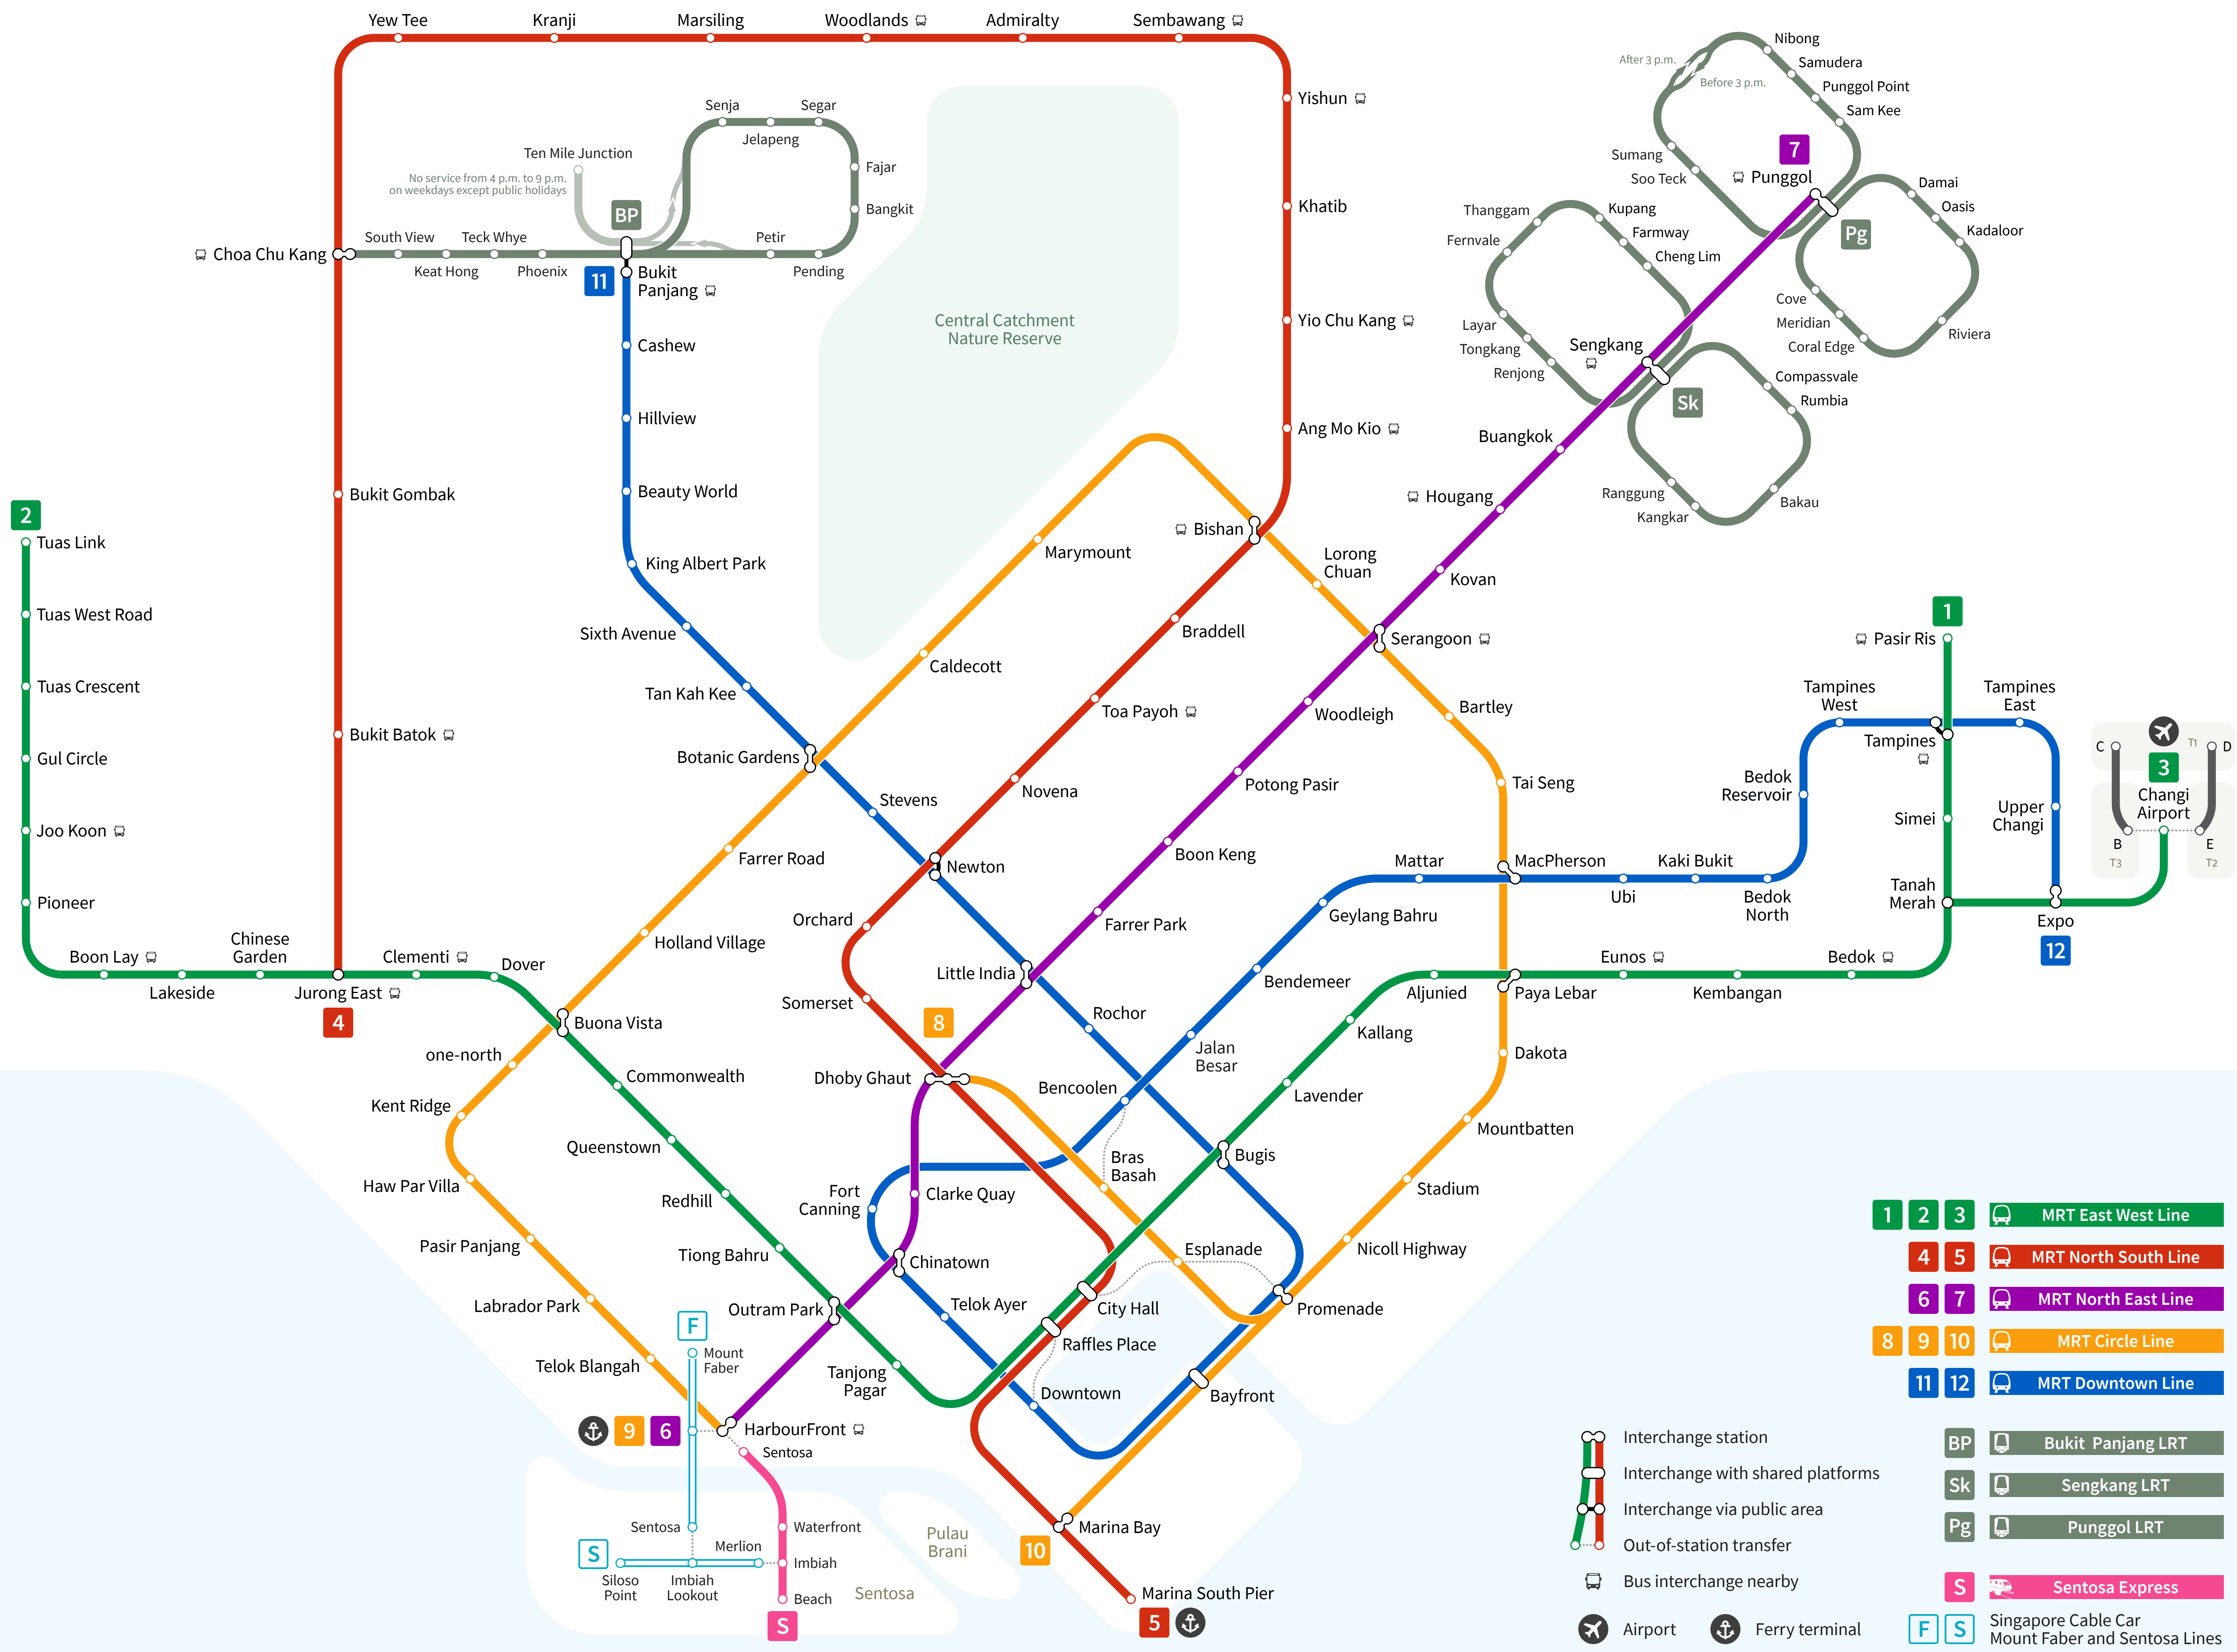 Yew Tee
Kranji
Marsiling
Woodlands
Admiralty
Sembawang
Nibong
After 3 p.m.
Samudera
Before 3 p.m.
Punggol Point
Sam Kee
Yishun
Senja
Segar
Jelapeng
Ten Mile Junction
No service from 4 p.m. to 9 p.m.
on weekdays except public holidays
Fajar
Bangkit
BP
South View
Teck Whye
Petir
Choa Chu Kang
Keat Hong
Phoenix
Pending
11
Bukit
Panjang
Sumang
Soo Teck
7
Punggol
Damai
Oasis
Kadaloor
Pg
Cove
Meridian
Coral Edge
Riviera
Khatib
Thanggam
Kupang
Farmway
Fernvale
Cheng Lim
Layar
Tongkang
Renjong
Sengkang
Sk
Compassvale
Rumbia
Ranggung
Kangkar
Bakau
Central Catchment
Nature Reserve
Yio Chu Kang
Cashew
Hillview
Ang Mo Kio
Buangkok
Beauty World
Bukit Gombak
Hougang
2
Tuas Link
Bishan
Marymount
King Albert Park
Lorong
Chuan
Kovan
Tuas West Road
Sixth Avenue
Braddell
Serangoon
1
Pasir Ris
Caldecott
Tuas Crescent
Tan Kah Kee
Toa Payoh
Woodleigh
Bartley
Tampines
West
Tampines
East
Bukit Batok
Tampines
C
T1
D
3
Changi
Airport
B
T3
E
T2
Gul Circle
Botanic Gardens
Stevens
Novena
Potong Pasir
Tai Seng
Bedok
Reservoir
Simei
Upper
Changi
Joo Koon
Farrer Road
Newton
Boon Keng
Mattar
MacPherson
Kaki Bukit
Ubi
Bedok
North
Tanah
Merah
Expo
12
Pioneer
Orchard
Farrer Park
Geylang Bahru
Boon Lay
Chinese
Garden
Clementi
Dover
Holland Village
Little India
Bendemeer
Eunos
Bedok
Lakeside
Jurong East
4
Aljunied
Paya Lebar
Kembangan
Somerset
8
Rochor
Buona Vista
Kallang
one-north
Jalan
Besar
Dakota
Commonwealth
Dhoby Ghaut
Bencoolen
Kent Ridge
Lavender
Mountbatten
Queenstown
Bras
Basah
Bugis
Haw Par Villa
Redhill
Fort
Canning
Clarke Quay
Stadium
Pasir Panjang
Tiong Bahru
Chinatown
Esplanade
Nicoll Highway
Labrador Park
Outram Park
Telok Ayer
City Hall
Promenade
F
Mount
Faber
Raffles Place
Telok Blangah
Tanjong
Pagar
Downtown
Bayfront
9
6
HarbourFront
Sentosa
Sentosa
Waterfront
Merlion
Imbiah
S
Siloso
Point
Imbiah
Lookout
Beach
S
Sentosa
Pulau
Brani
10
Marina Bay
Marina South Pier
5
1 2 3 MRT East West Line
4 5 MRT North South Line
6 7 MRT North East Line
8 9 10 MRT Circle Line
11 12 MRT Downtown Line
Interchange station
BP Bukit Panjang LRT
Interchange with shared platforms
Sk Sengkang LRT
Interchange via public area
Pg Punggol LRT
Out-of-station transfer
Bus interchange nearby
S Sentosa Express
Airport
Ferry terminal
F S Singapore Cable Car
Mount Faber and Sentosa Lines